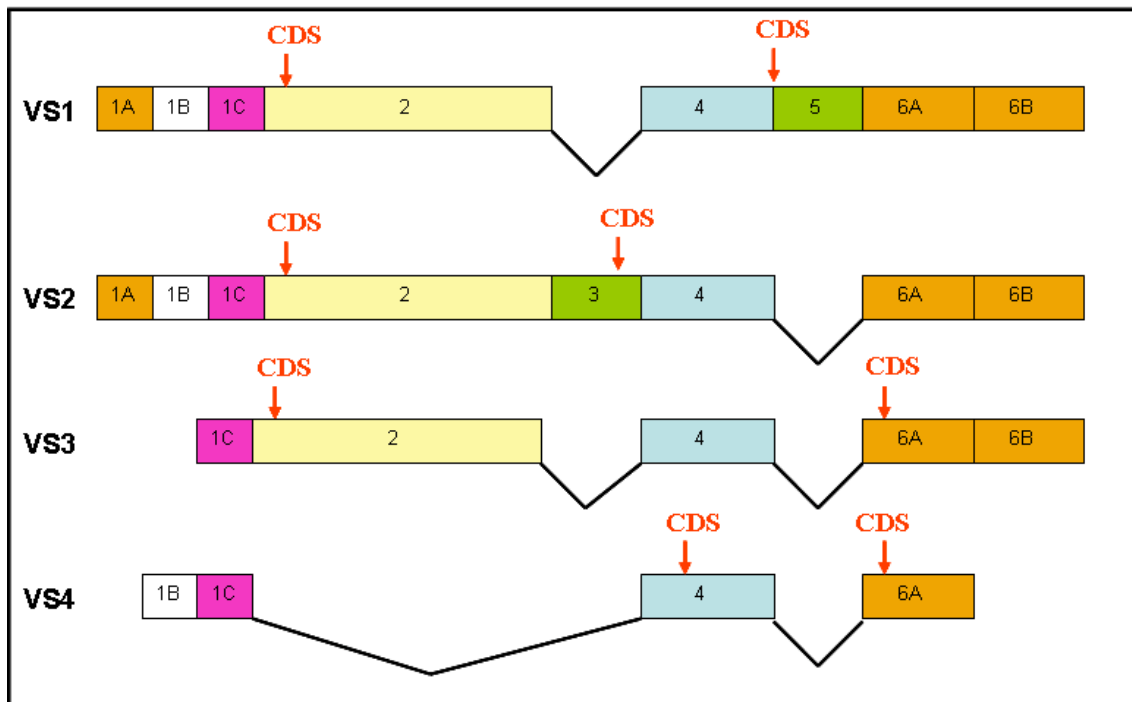 CDS CDS
VS1 1A 1B 1C 2 4 5 6A 6B
CDS CDS
VS2 1A 1B 1C 2 3 4 6A 6B
CDS CDS
VS3 1C 2 4 6A 6B
CDS CDS
VS4 1B 1C 4 6A